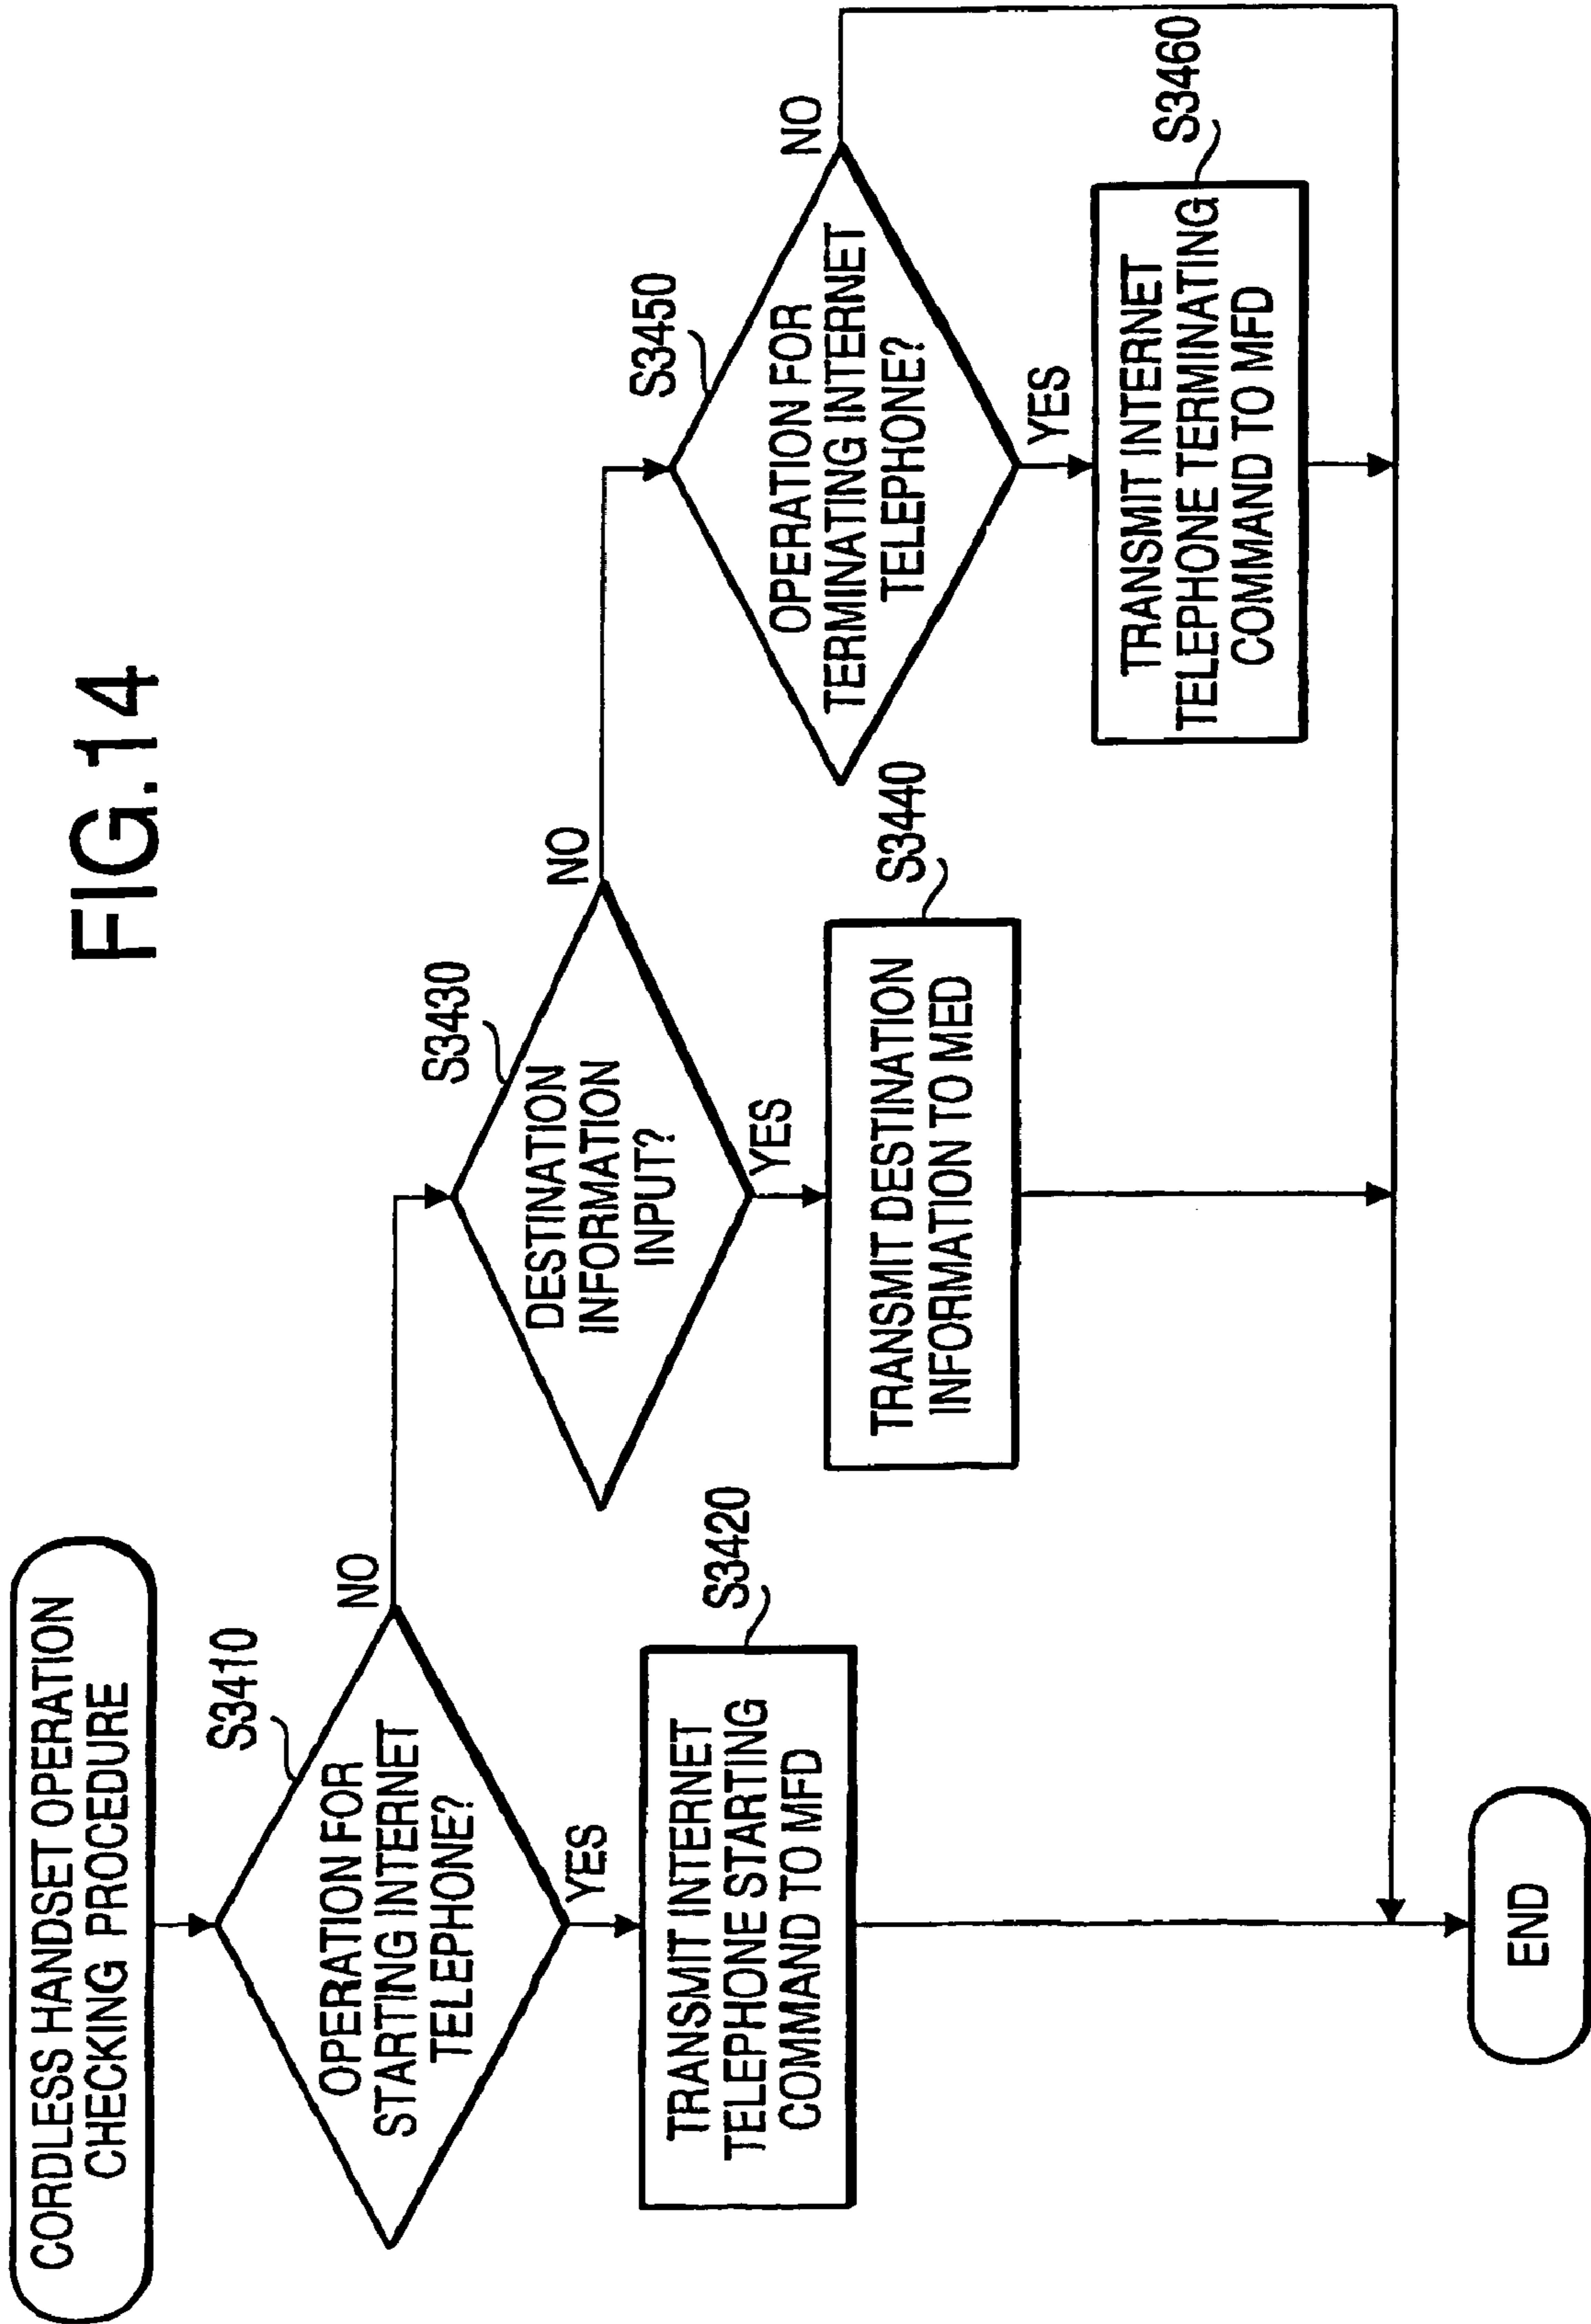 FIG.14
CORDLESS HANDSET OPERATION
CHECKING PROCEDURE
S3410
OPERATION FOR
STARTING INTERNET
TELEPHONE?
NO
YES
S3420
TRANSMIT INTERNET
TELEPHONE STARTING
COMMAND TO MFD
S3430
DESTINATION
INFORMATION
INPUT?
NO
YES
S3440
TRANSMIT DESTINATION
INFORMATION TO MED
S3450
OPERATION FOR
TERMINATING INTERNET
TELEPHONE?
NO
YES
S3460
TRANSMIT INTERNET
TELEPHONE TERMINATING
COMMAND TO MFD
END